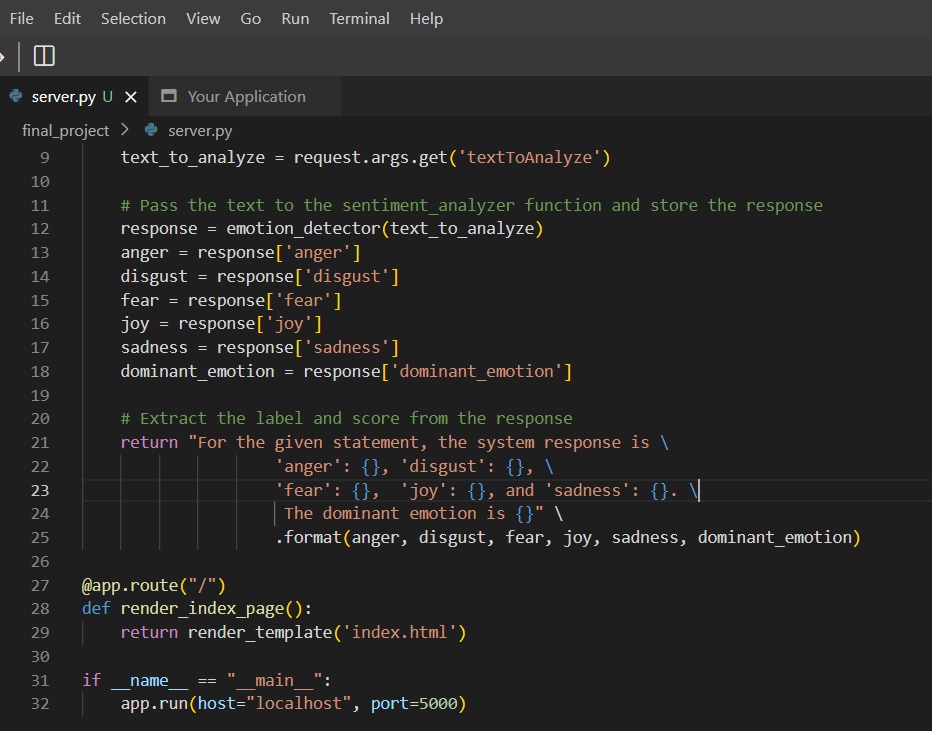 File Edit Selection View Go Run Terminal Help
server.py U Your Application
final_project > server.py
9 text_to_analyze = request.args.get('textToAnalyze')
10
11 # Pass the text to the sentiment_analyzer function and store the response
12 response = emotion_detector(text_to_analyze)
13 anger = response['anger']
14 disgust = response['disgust']
15 fear = response['fear']
16 joy = response['joy']
17 sadness = response['sadness']
18 dominant_emotion = response['dominant_emotion']
19
20 # Extract the label and score from the response
21 return "For the given statement, the system response is \
22 'anger': {}, 'disgust': {}, \
23 'fear': {},  'joy': {}, and 'sadness': {}. \
24 The dominant emotion is {}" \
25 .format(anger, disgust, fear, joy, sadness, dominant_emotion)
26
27 @app.route("/")
28 def render_index_page():
29 return render_template('index.html')
30
31 if __name__ == "__main__":
32 app.run(host="localhost", port=5000)